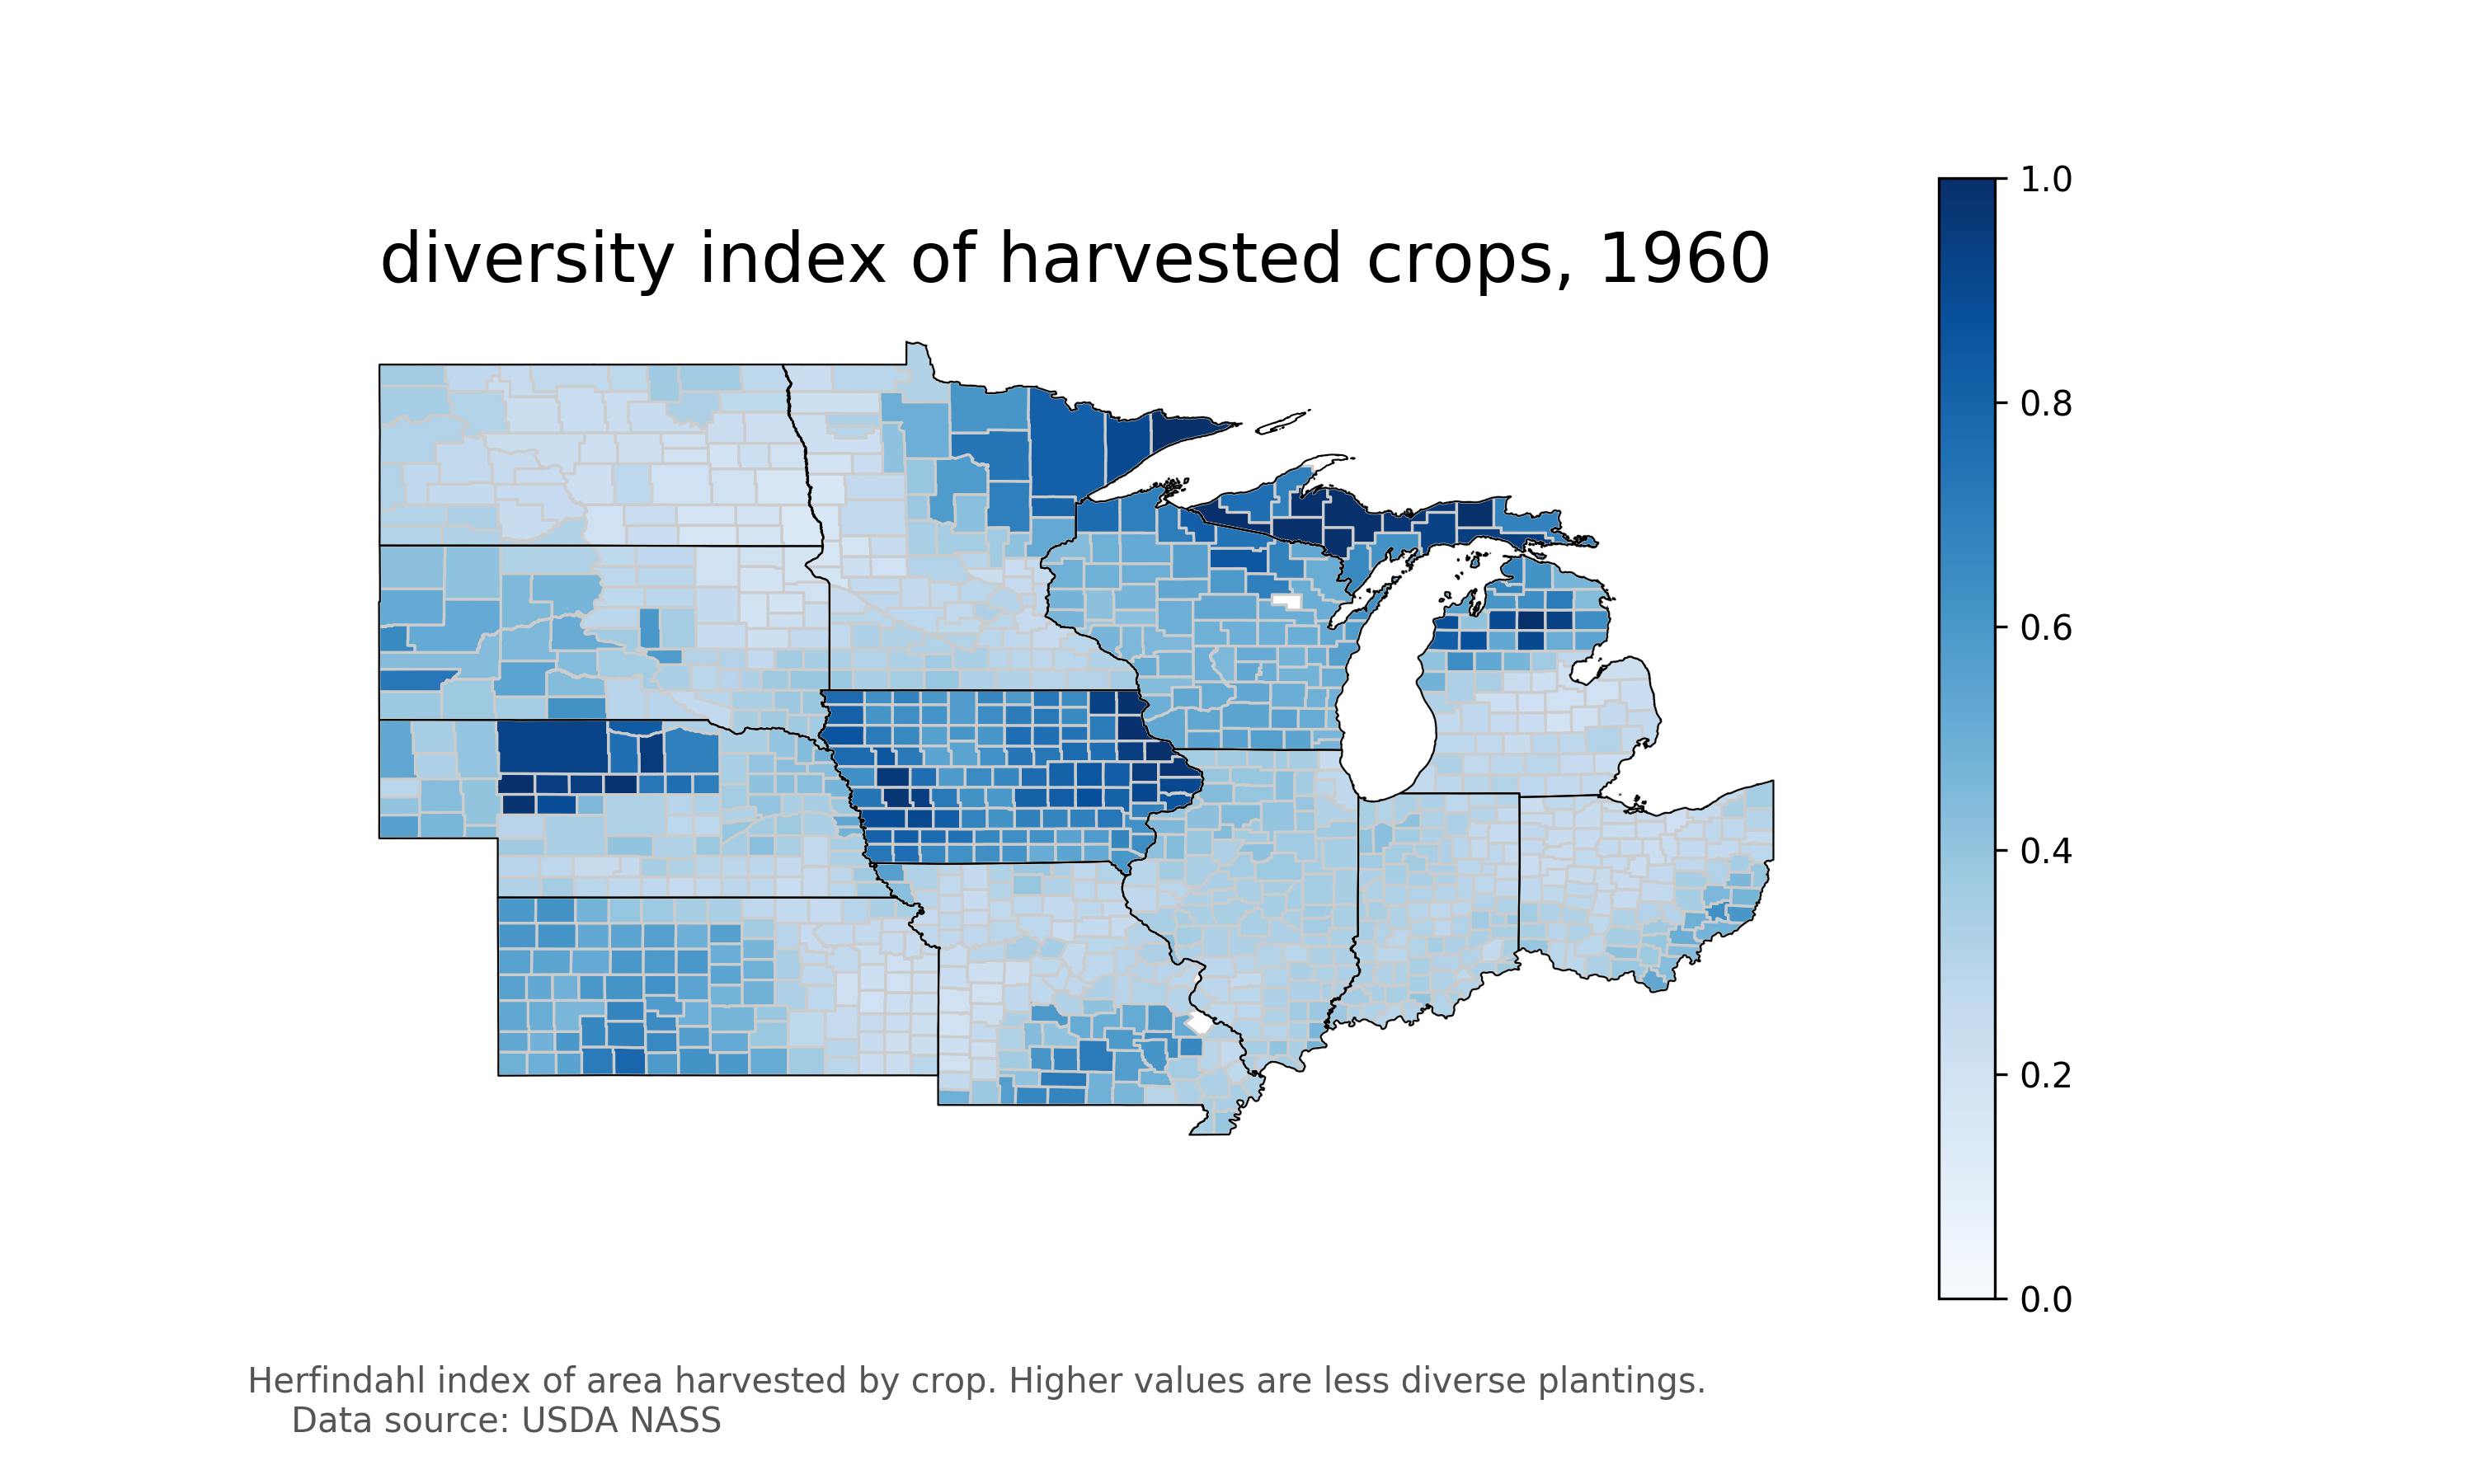 diversity index of harvested crops, 1960
1.0
0.8
0.6
0.4
0.2
0.0
Herfindahl index of area harvested by crop. Higher values are less diverse plantings.
Data source: USDA NASS